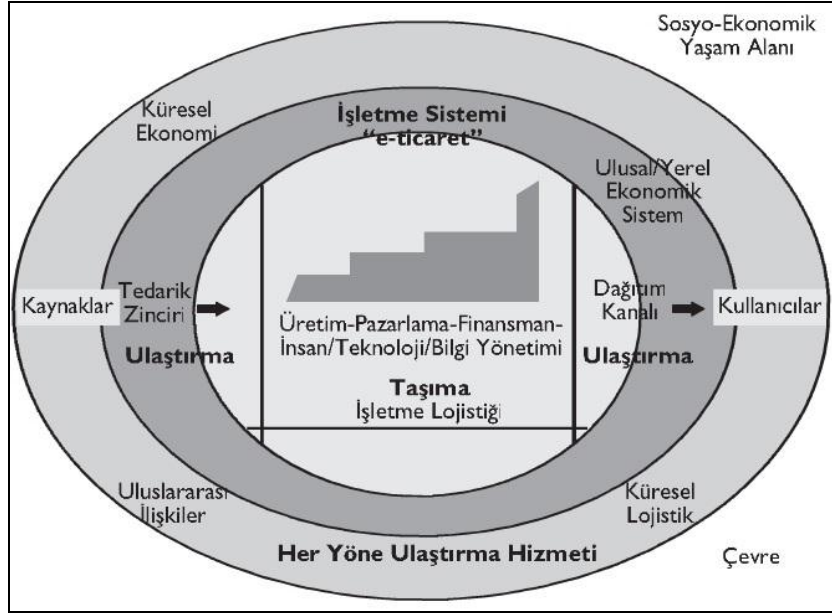 Sosyo-Ekonomik
Yaşam Alanı
Küresel
Ekonomi
İşletme Sistemi
“e-ticaret”
Ulusal/Yerel
Ekonomik
Sistem
Kaynaklar
Tedarik
Zinciri
Ulaştırma
Üretim-Pazarlama-Finansman-
İnsan/Teknoloji/Bilgi Yönetimi
Dağıtım
Kanalı
Ulaştırma
Kullanıcılar
Taşıma
İşletme Lojistiği
Uluslararası
İlişkiler
Küresel
Lojistik
Her Yöne Ulaştırma Hizmeti
Çevre